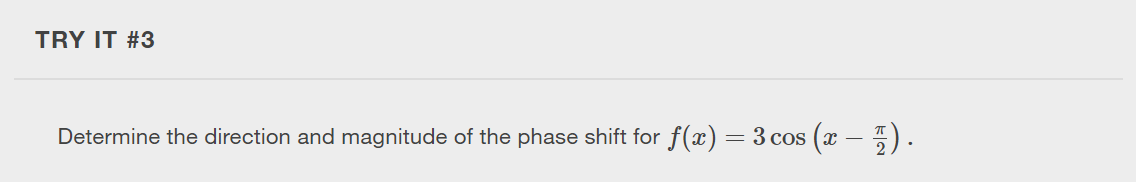 TRY IT #3
Determine the direction and magnitude of the phase shift for f(x) = 3 cos (x − π/2) .